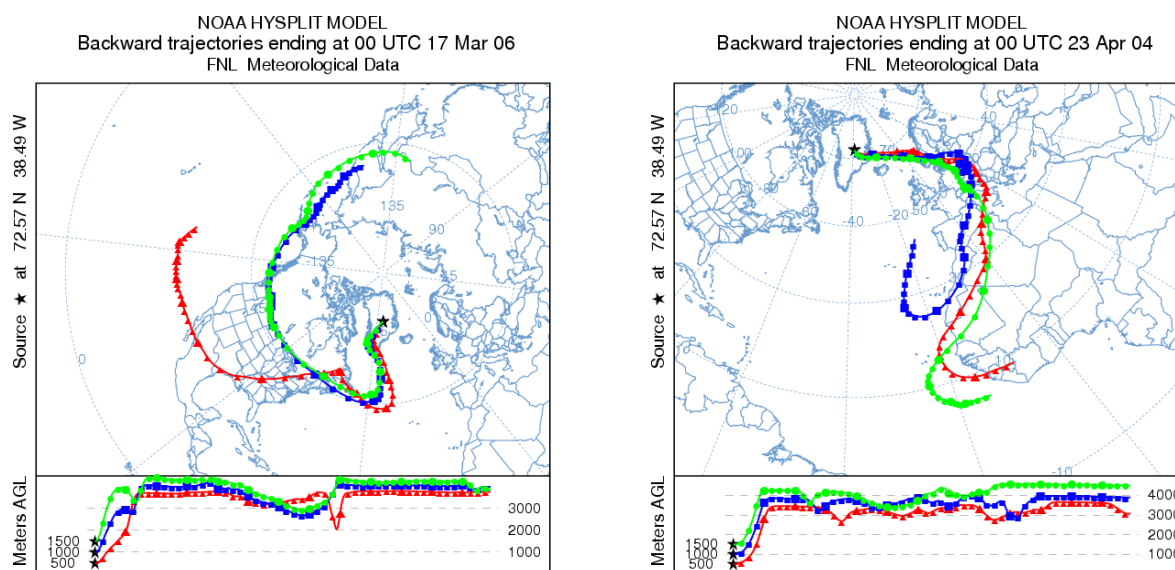 NOAA HYSPLIT MODEL
Backward trajectories ending at 00 UTC 17 Mar 06
FNL Meteorological Data
Source ★ at 72.57 N 38.49 W
135
90
-135
45
0
0
Meters AGL
1500
1000
500
3000
2000
1000
NOAA HYSPLIT MODEL
Backward trajectories ending at 00 UTC 23 Apr 04
FNL Meteorological Data
Source ★ at 72.57 N 38.49 W
20
40
70
-40
-20
50
-10
-10
Meters AGL
1500
1000
500
4000
3000
2000
1000